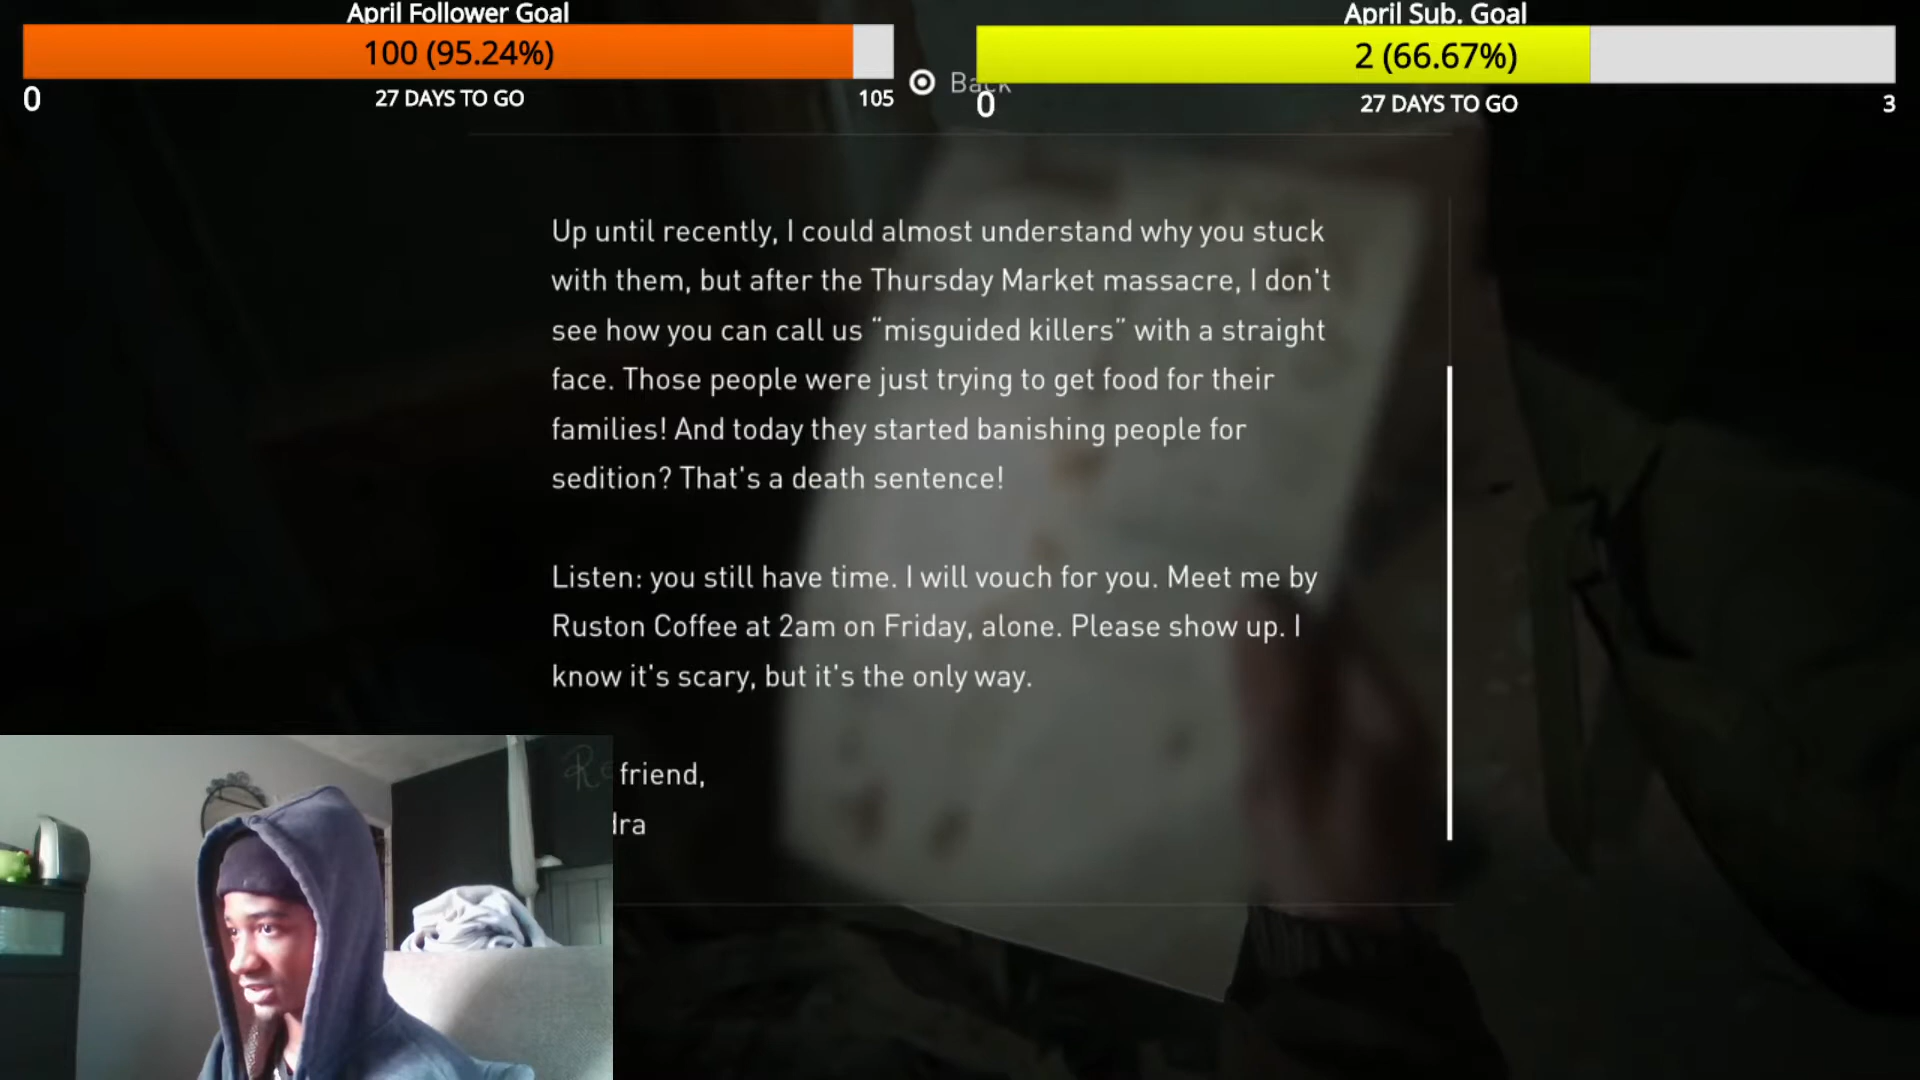 April Follower Goal
100 (95.24%)
0
27 DAYS TO GO
105
April Sub. Goal
2 (66.67%)
0
27 DAYS TO GO
3
Back
Up until recently, I could almost understand why you stuck
with them, but after the Thursday Market massacre, I don't
see how you can call us “misguided killers” with a straight
face. Those people were just trying to get food for their
families! And today they started banishing people for
sedition? That's a death sentence!
Listen: you still have time. I will vouch for you. Meet me by
Ruston Coffee at 2am on Friday, alone. Please show up. I
know it's scary, but it's the only way.
friend,